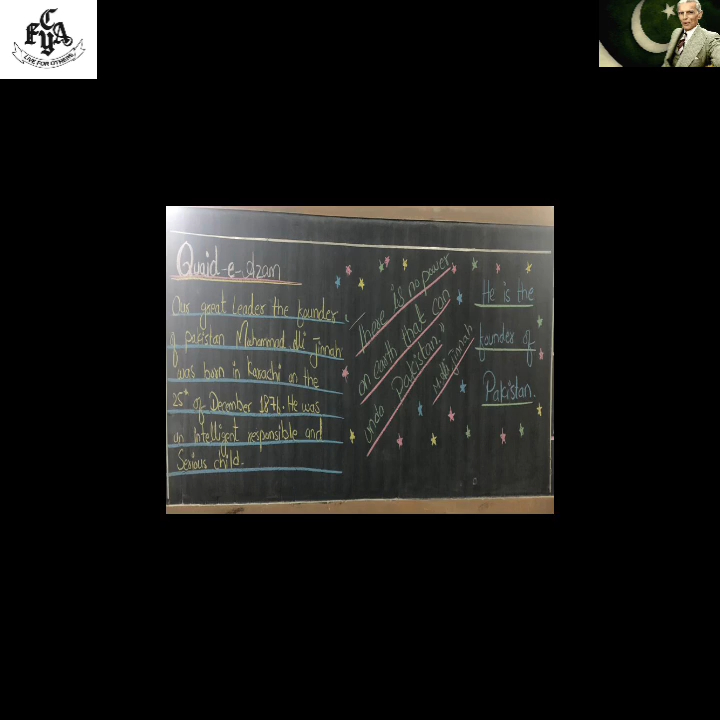 C
FYA
LIVE FOR OTHERS
Quaid-e-Azam
Our great Leader the founder
of pakistan Mohammad Ali Jinnah
was born in Karachi on the
25th of December 1876. He was
an Intelligent responsible and
Serious child.
"There is no power
on earth that can
undo Pakistan."
M.Ali Jinnah
He is the
founder of
Pakistan.